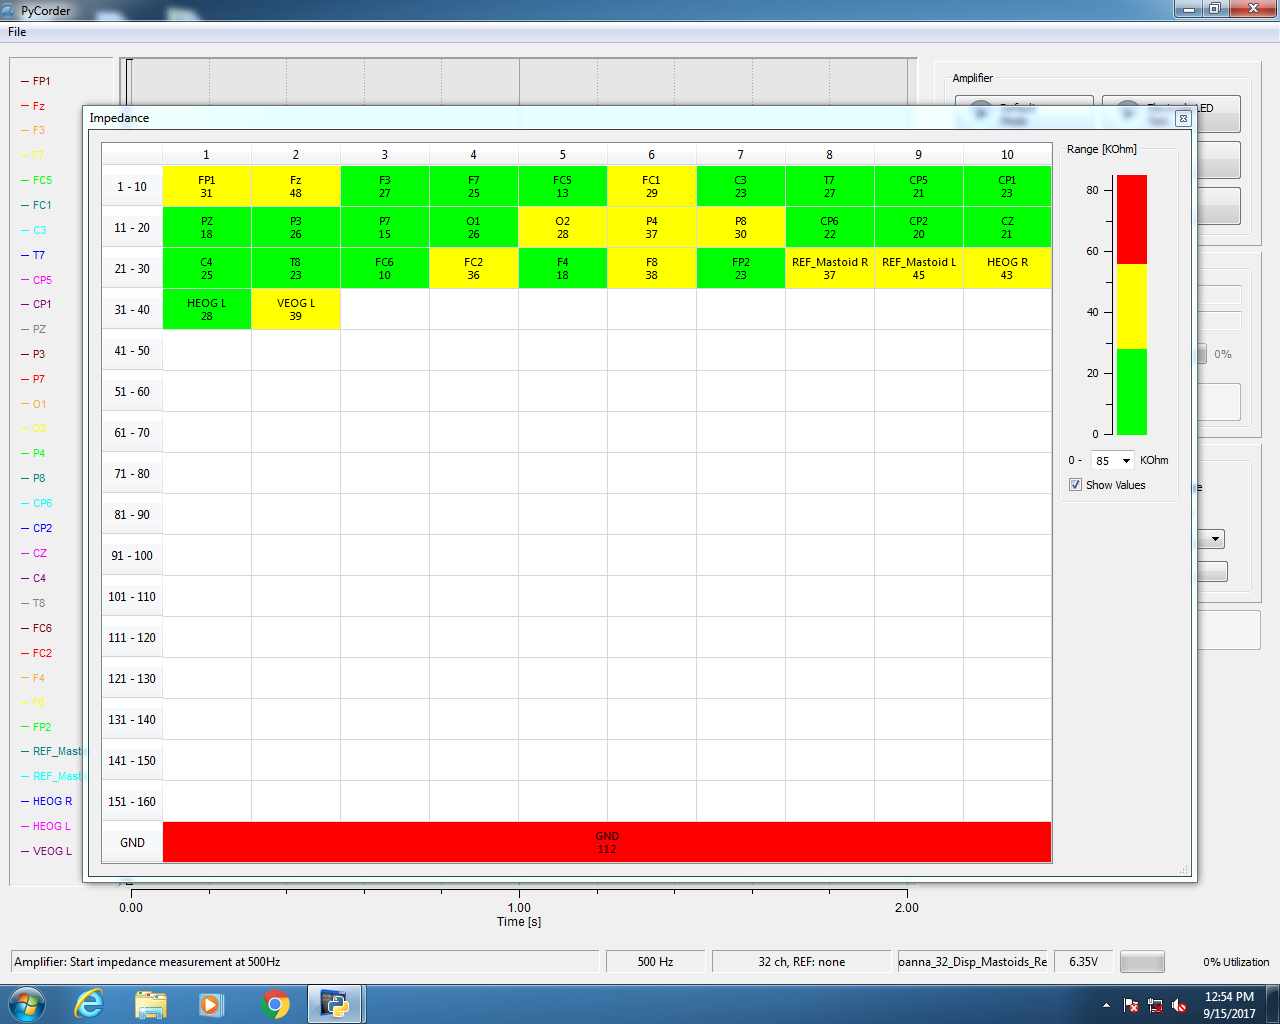 PyCorder
File
FP1
Fz
F3
F7
FC5
FC1
C3
T7
CP5
CP1
PZ
P3
P7
O1
O2
P4
P8
CP6
CP2
CZ
C4
T8
FC6
FC2
F4
F8
FP2
REF_Masto
REF_Masto
HEOG R
HEOG L
VEOG L
Amplifier
Default
Mode
Electrode LED
Test
Impedance
1 2 3 4 5 6 7 8 9 10
1 - 10
FP1 Fz F3 F7 FC5 FC1 C3 T7 CP5 CP1
31 48 27 25 13 29 23 27 21 23
11 - 20
PZ P3 P7 O1 O2 P4 P8 CP6 CP2 CZ
18 26 15 26 28 37 30 22 20 21
21 - 30
C4 T8 FC6 FC2 F4 F8 FP2 REF_Mastoid R REF_Mastoid L HEOG R
25 23 10 36 18 38 23 37 45 43
31 - 40
HEOG L VEOG L
28 39
41 - 50
51 - 60
61 - 70
71 - 80
81 - 90
91 - 100
101 - 110
111 - 120
121 - 130
131 - 140
141 - 150
151 - 160
GND
GND
112
Range [KOhm]
80
60
40
20
0
0 - 85 KOhm
Show Values
0%
0.00 1.00 2.00
Time [s]
Amplifier: Start impedance measurement at 500Hz
500 Hz
32 ch, REF: none
oanna_32_Disp_Mastoids_Re
6.35V
0% Utilization
12:54 PM
9/15/2017